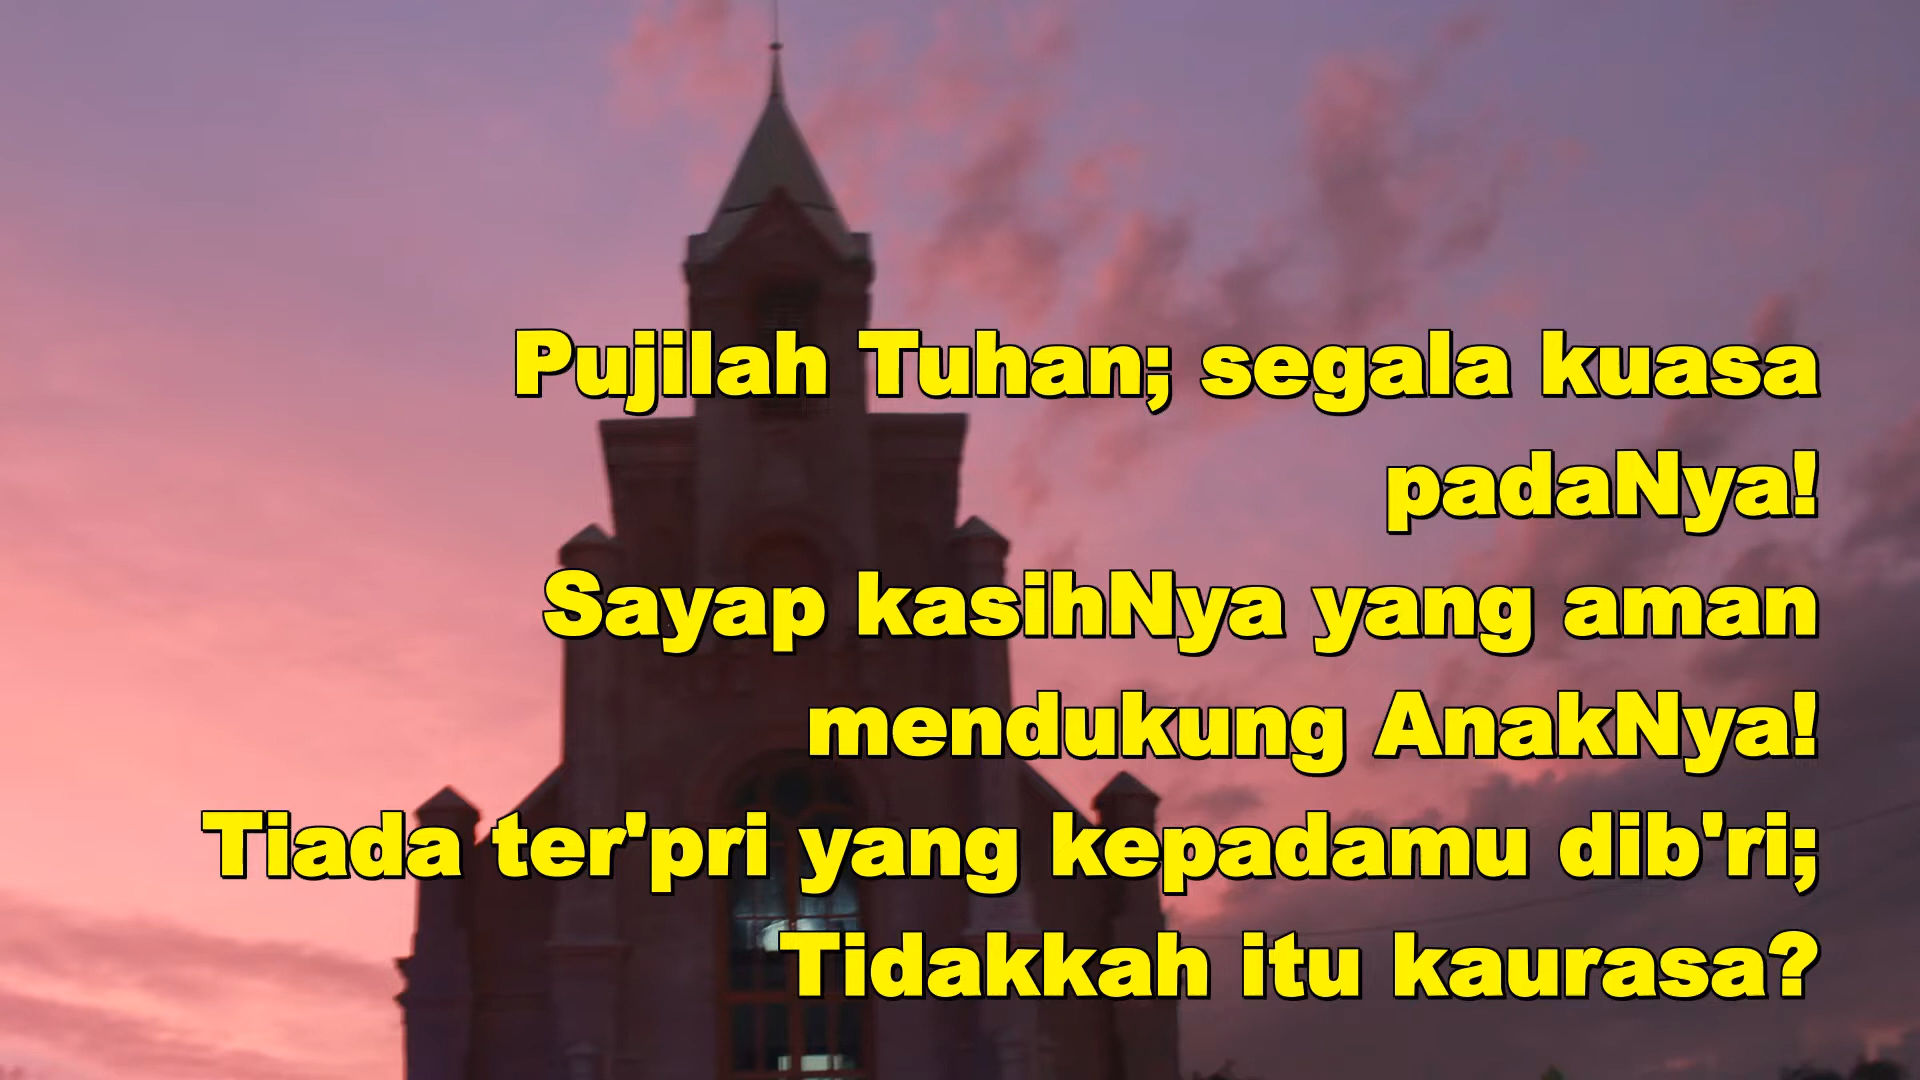 Pujilah Tuhan; segala kuasa
padaNya!
Sayap kasihNya yang aman
mendukung AnakNya!
Tiada ter'pri yang kepadamu dib'ri;
Tidakkah itu kaurasa?